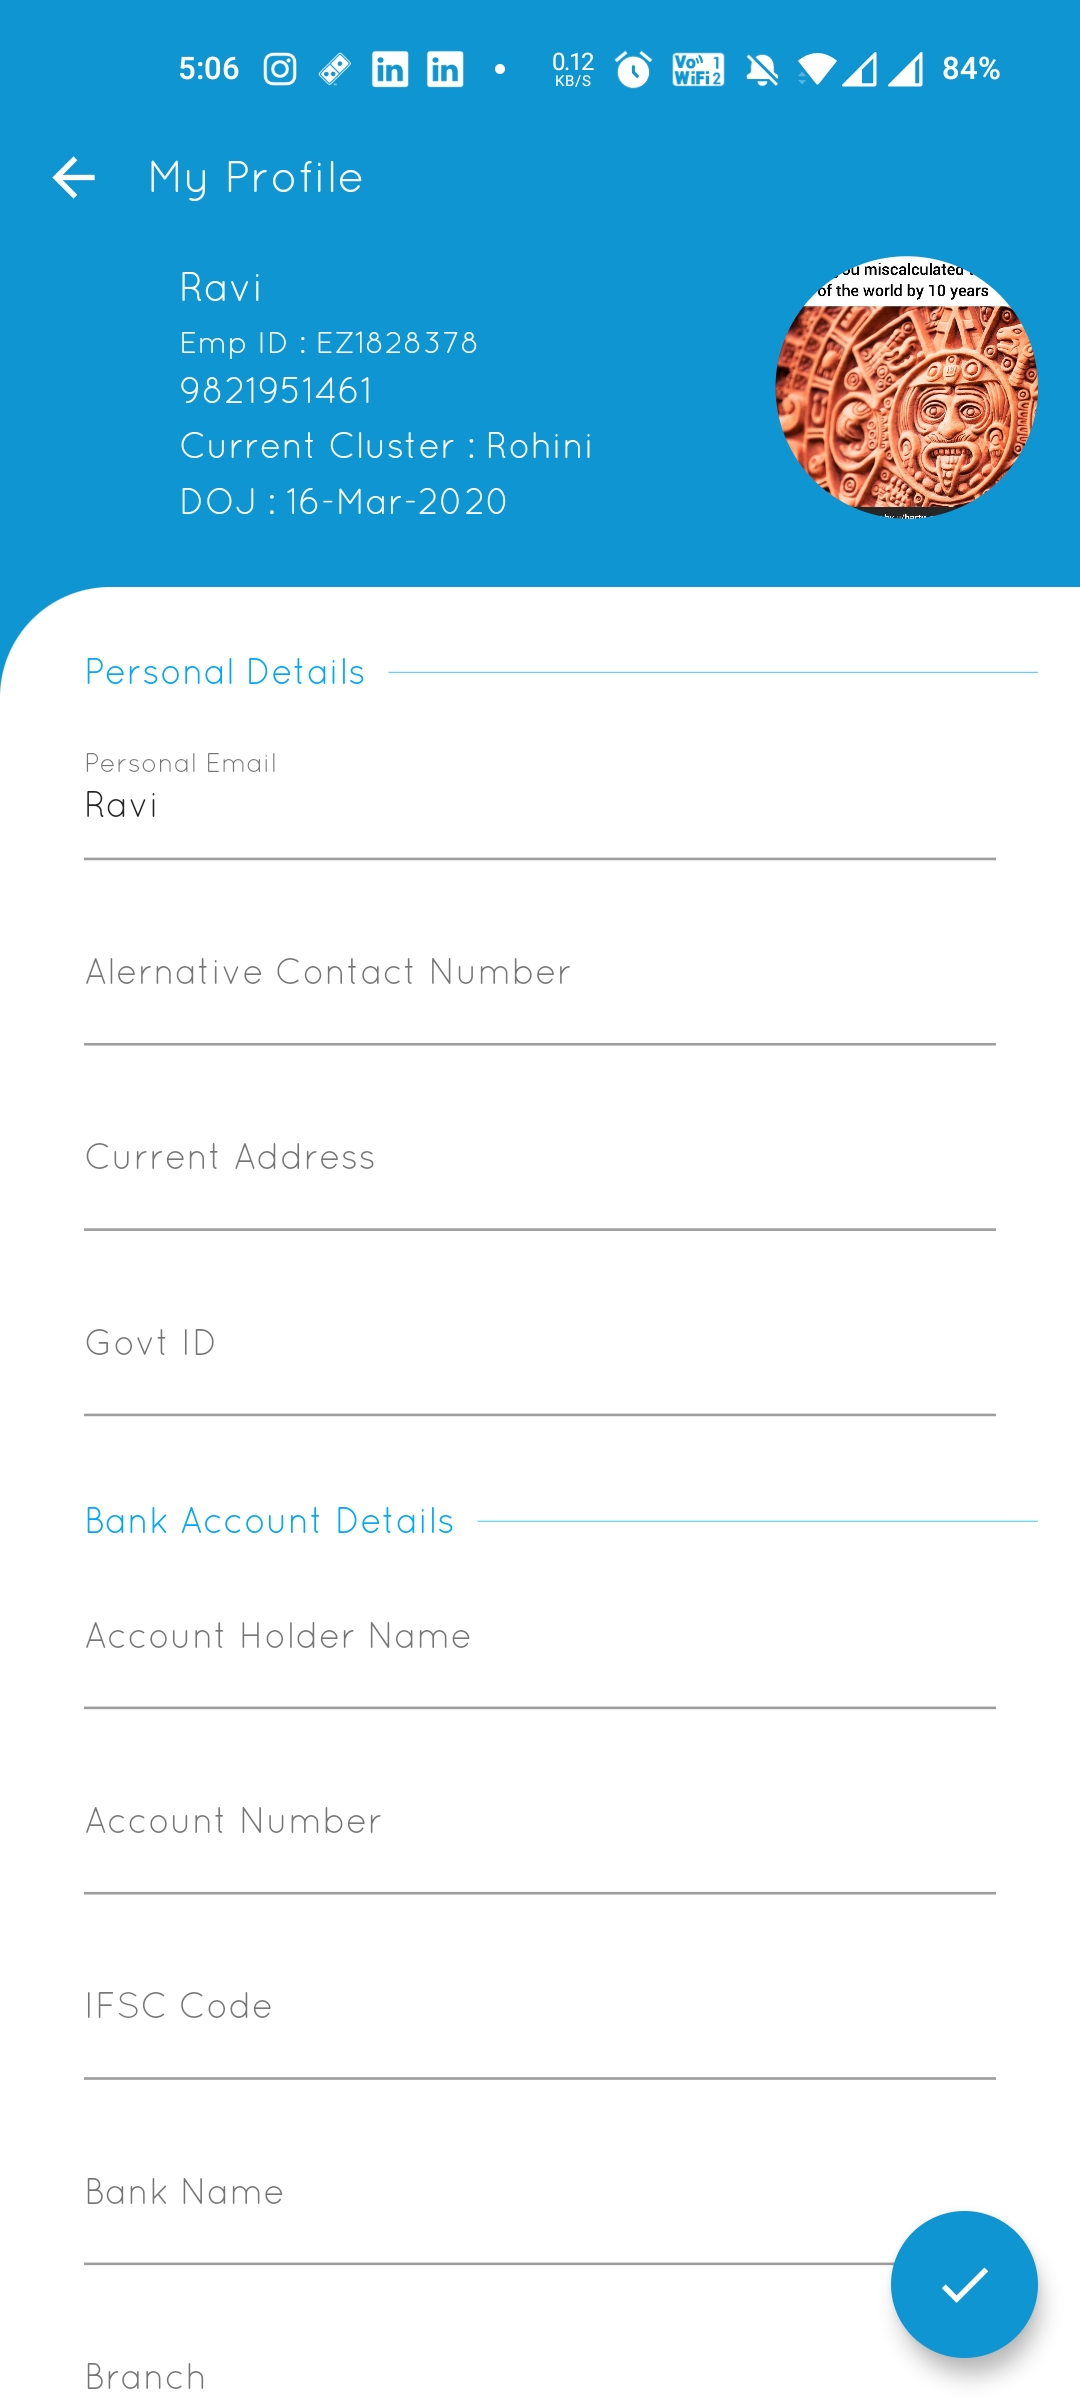 5:06 0.12 KB/S Vo 1 WiFi 2 84%
My Profile
Ravi
Emp ID : EZ1828378
9821951461
Current Cluster : Rohini
DOJ : 16-Mar-2020
you miscalculated
of the world by 10 years
Personal Details
Personal Email
Ravi
Alernative Contact Number
Current Address
Govt ID
Bank Account Details
Account Holder Name
Account Number
IFSC Code
Bank Name
Branch